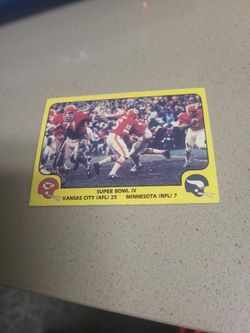 SUPER BOWL IV
KANSAS CITY (AFL) 23 MINNESOTA (NFL) 7